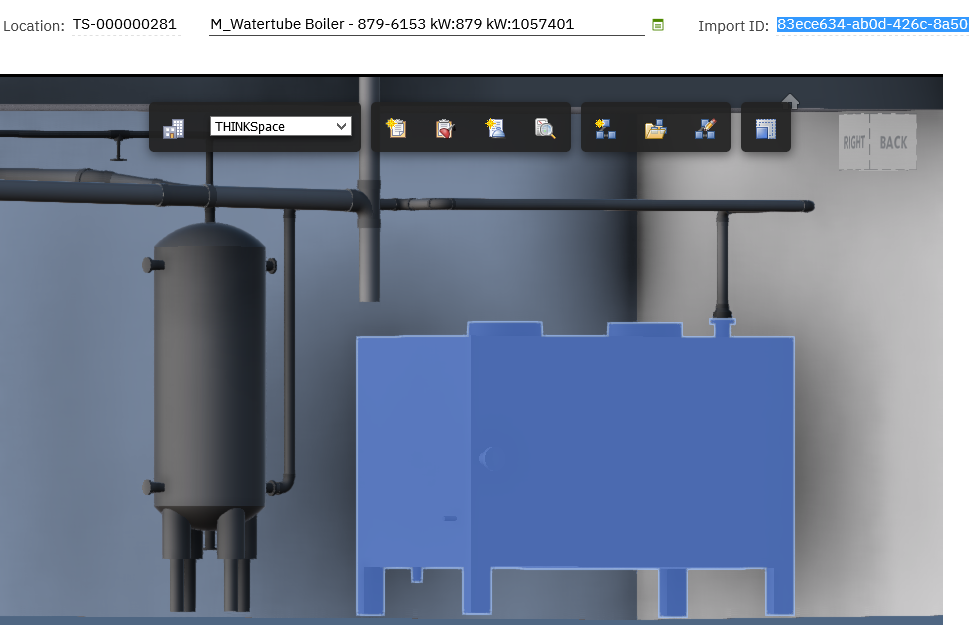 Location: TS-000000281 M_Watertube Boiler - 879-6153 kW:879 kW:1057401 Import ID: 83ece634-ab0d-426c-8a50
THINKSpace
RIGHT BACK